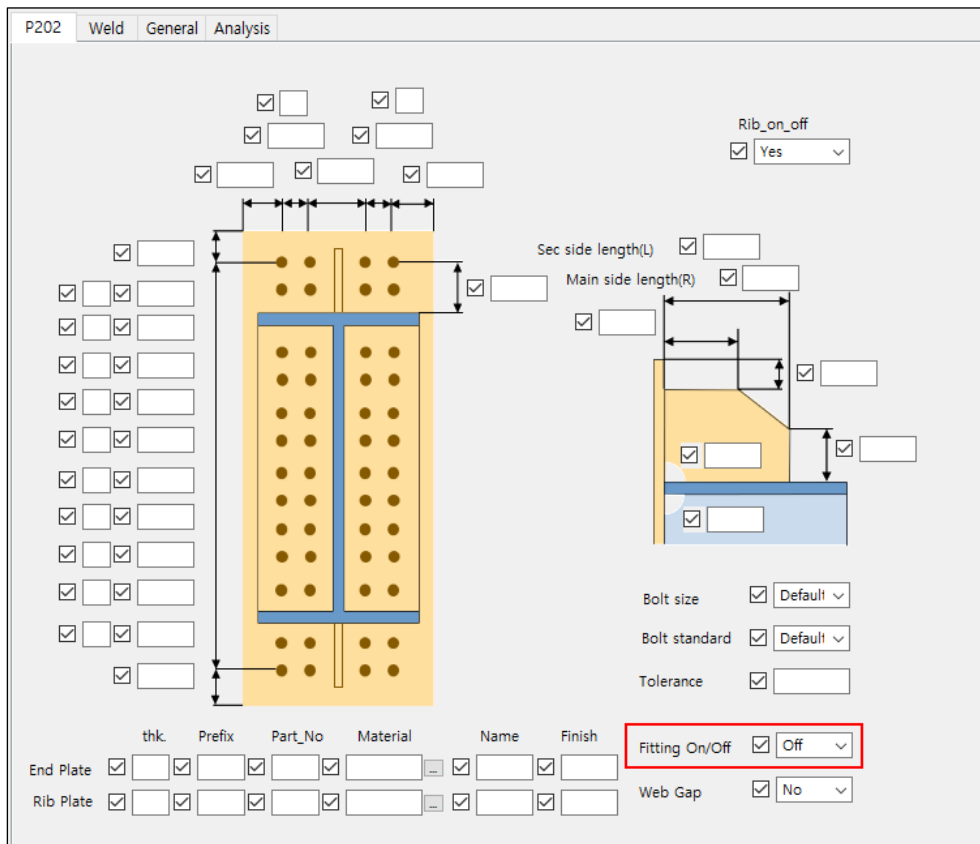 P202 Weld General Analysis
Rib_on_off
Yes
Sec side length(L)
Main side length(R)
Bolt size Default
Bolt standard Default
Tolerance
thk. Prefix Part_No Material Name Finish
Fitting On/Off Off
End Plate ...
Rib Plate ...
Web Gap No